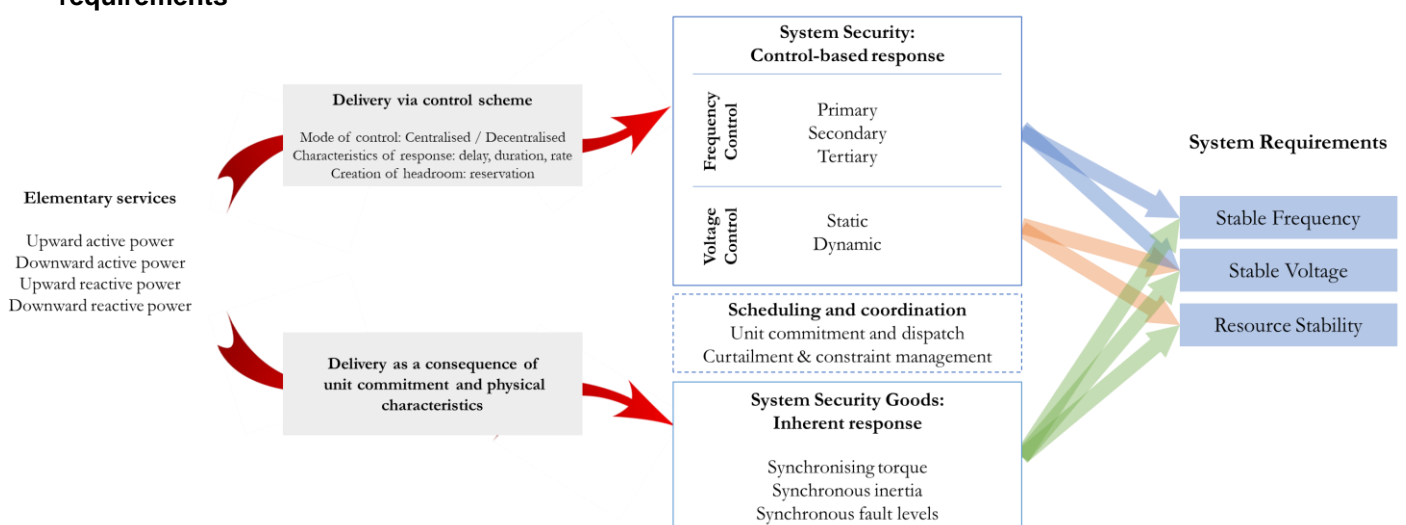 requirements
Elementary services
Upward active power
Downward active power
Upward reactive power
Downward reactive power
Delivery via control scheme
Mode of control: Centralised / Decentralised
Characteristics of response: delay, duration, rate
Creation of headroom: reservation
Delivery as a consequence of
unit commitment and physical
characteristics
System Security:
Control-based response
Frequency
Control
Primary
Secondary
Tertiary
Voltage
Control
Static
Dynamic
Scheduling and coordination
Unit commitment and dispatch
Curtailment & constraint management
System Security Goods:
Inherent response
Synchronising torque
Synchronous inertia
Synchronous fault levels
System Requirements
Stable Frequency
Stable Voltage
Resource Stability